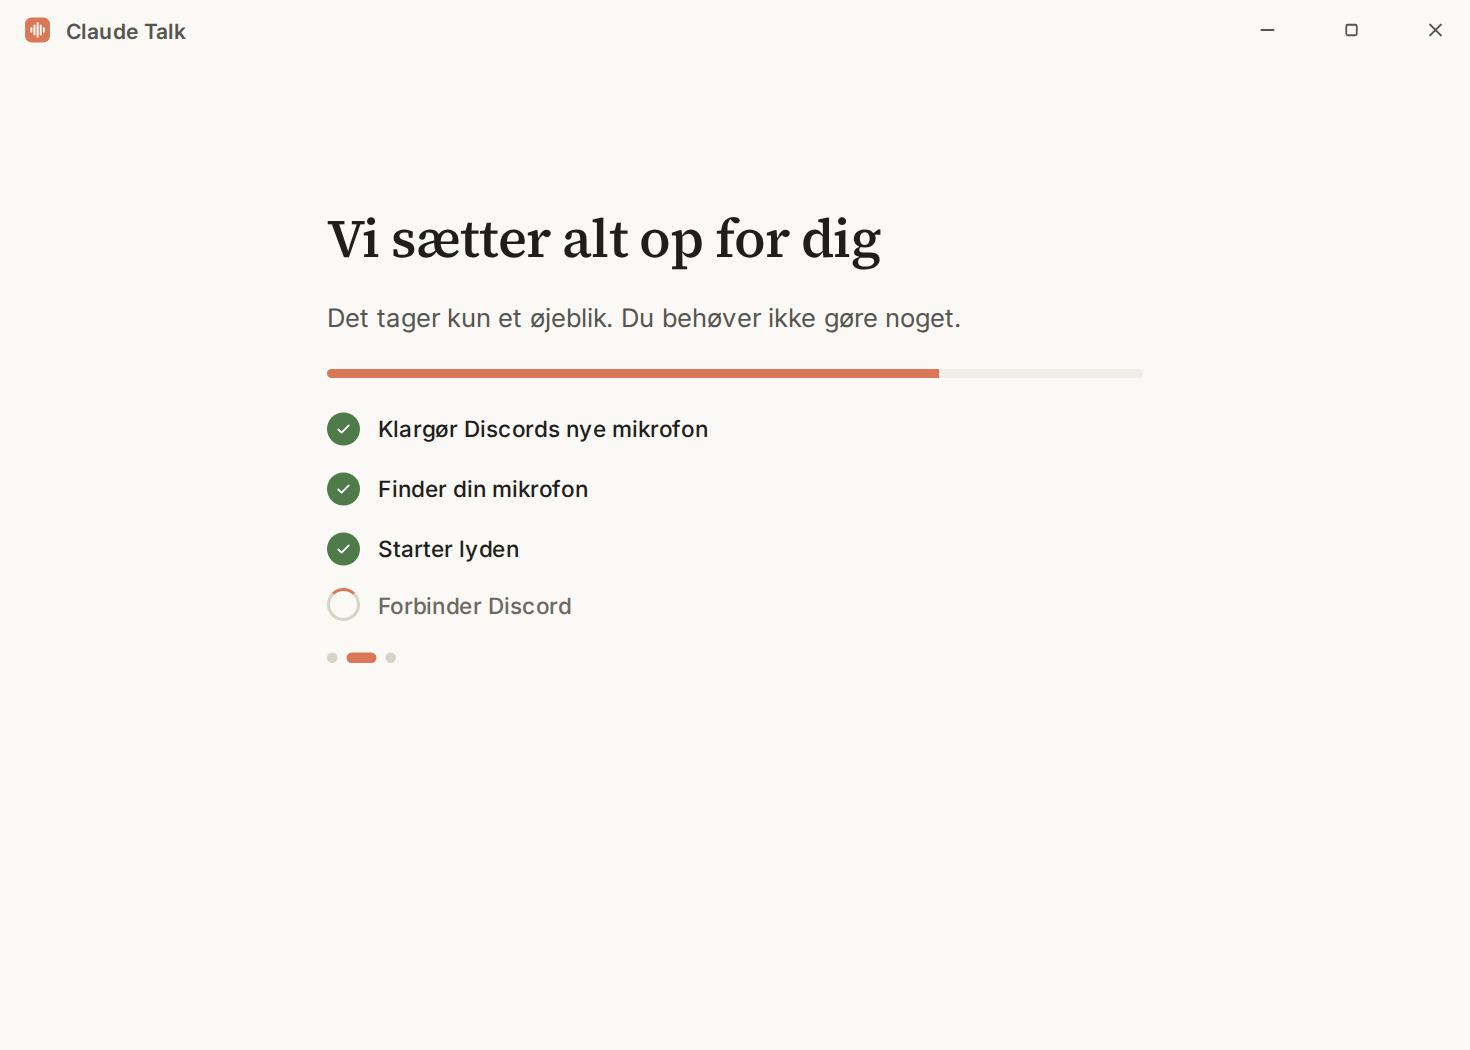 Claude Talk
Vi sætter alt op for dig
Det tager kun et øjeblik. Du behøver ikke gøre noget.
Klargør Discords nye mikrofon
Finder din mikrofon
Starter lyden
Forbinder Discord